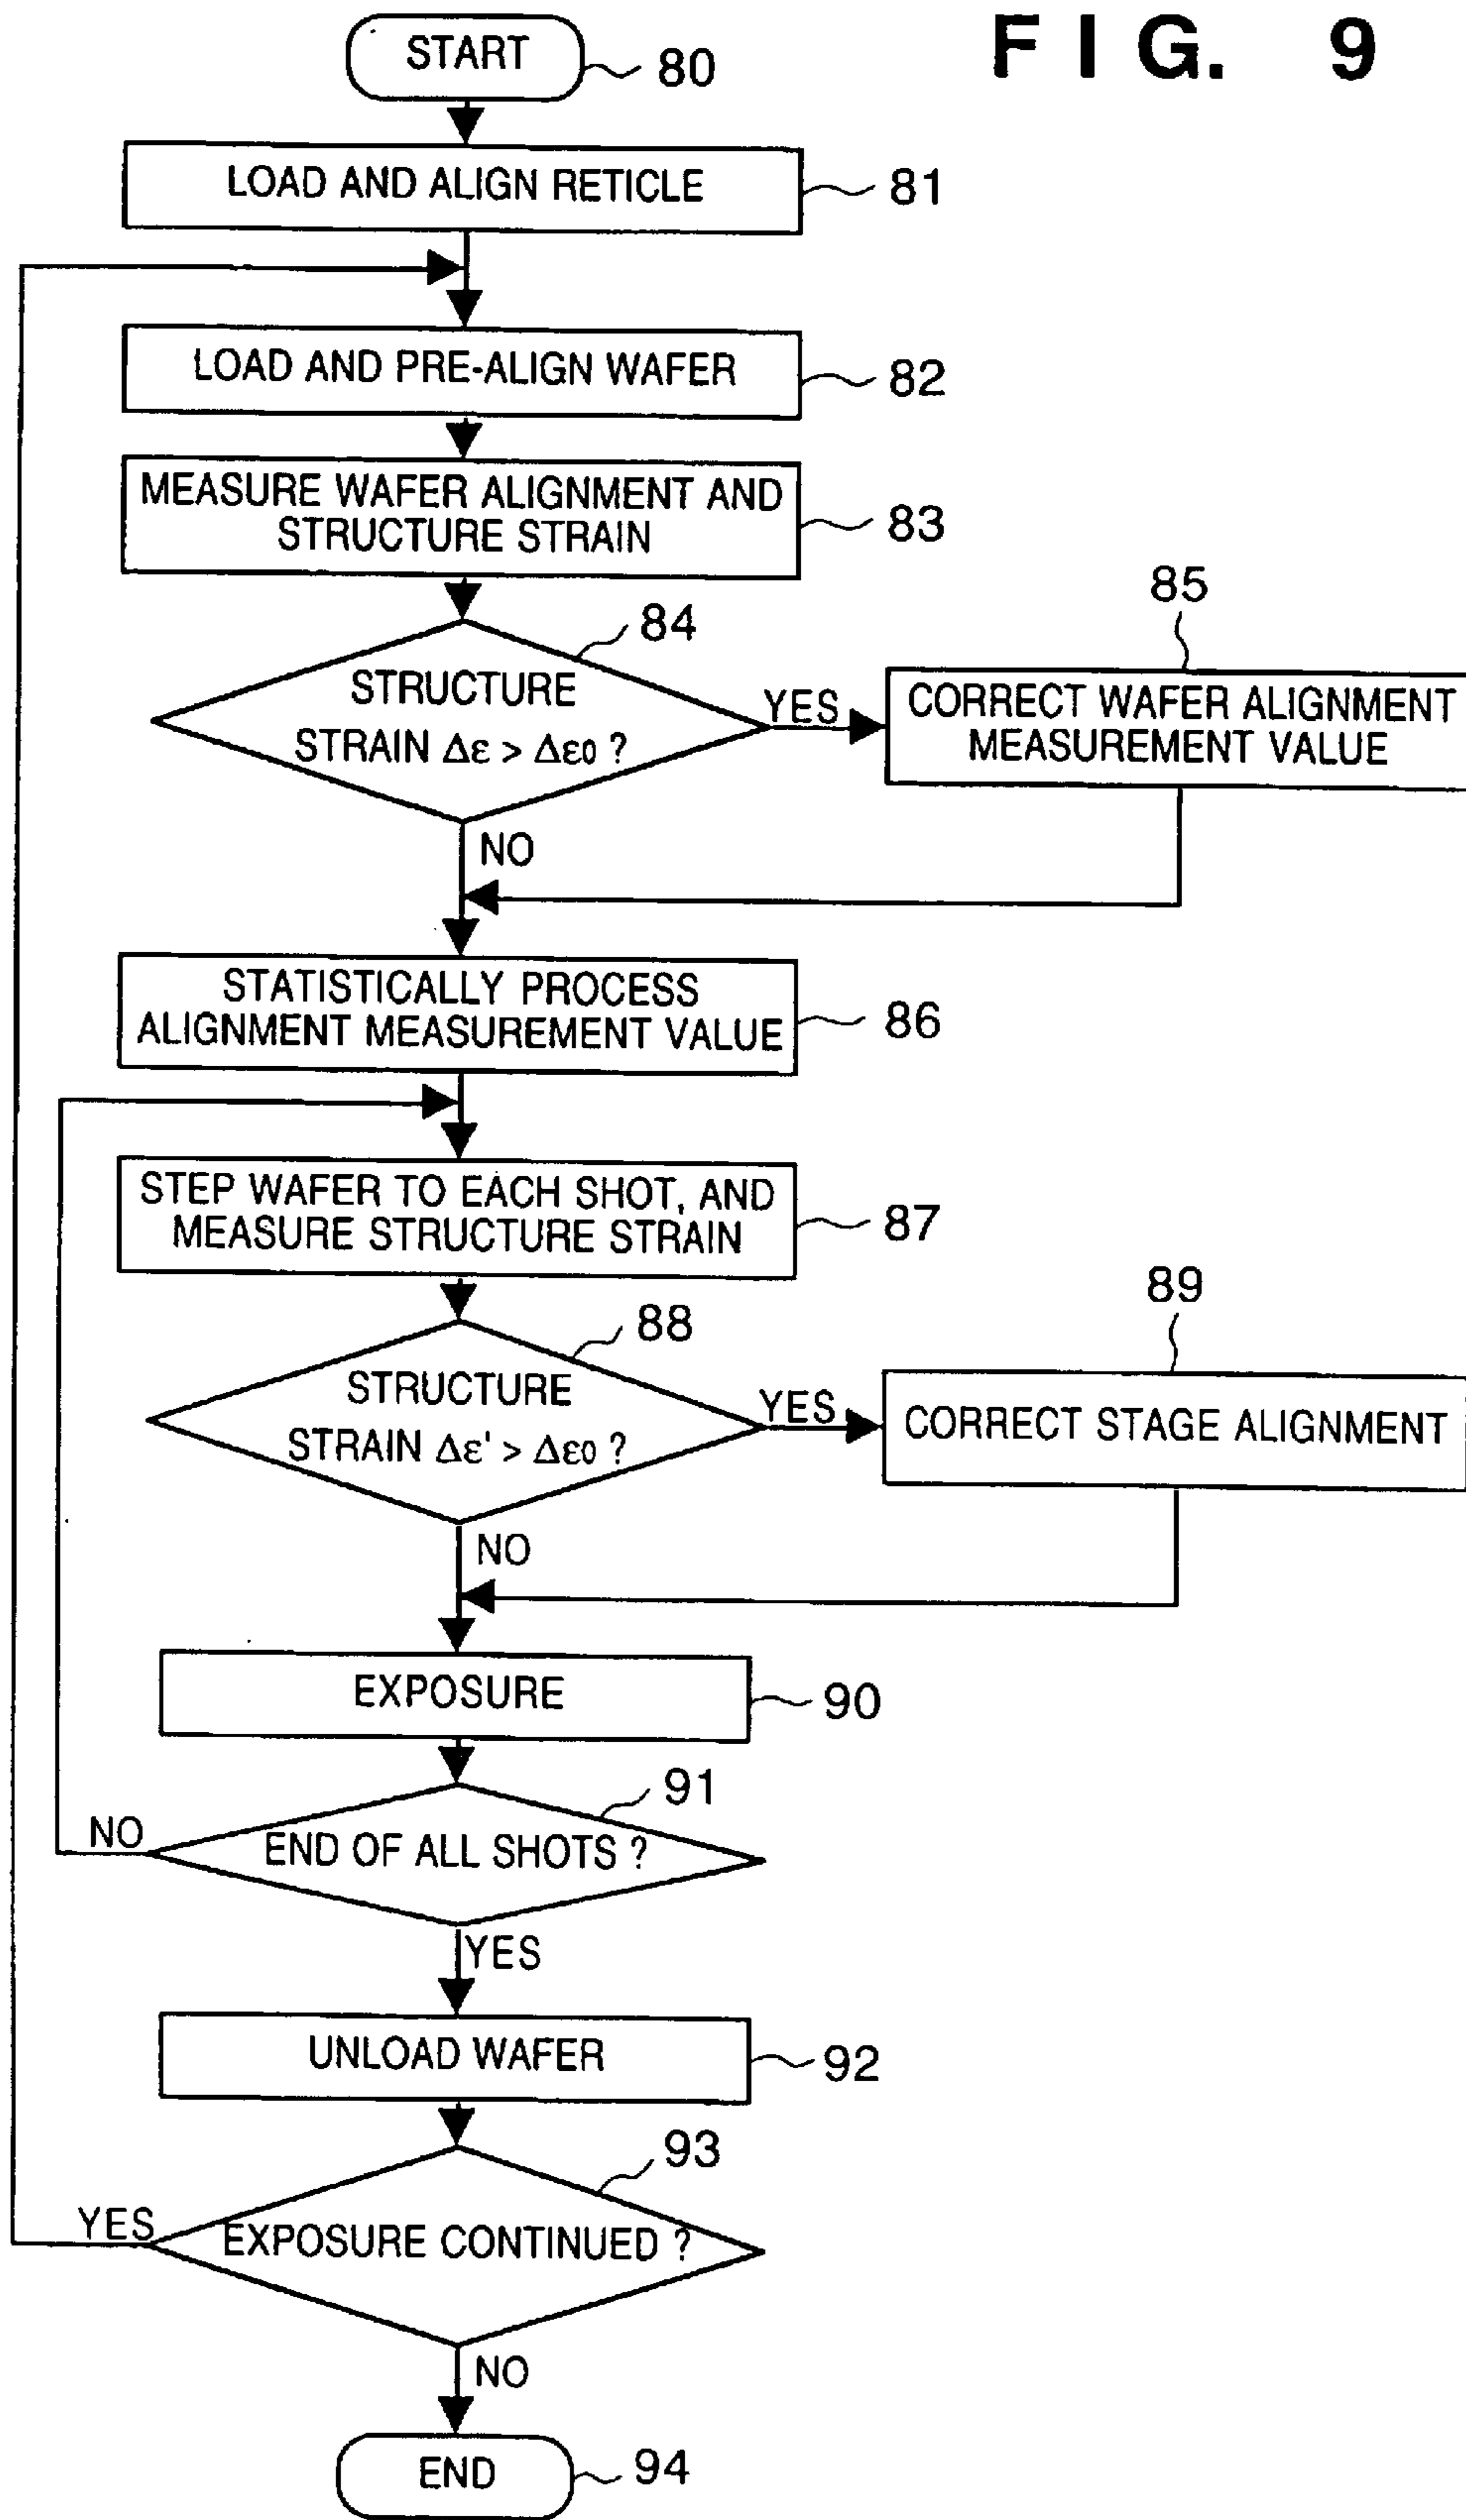 FIG. 9
START
80
LOAD AND ALIGN RETICLE
81
LOAD AND PRE-ALIGN WAFER
82
MEASURE WAFER ALIGNMENT AND
STRUCTURE STRAIN
83
84
STRUCTURE
STRAIN Δε > Δε0 ?
YES
85
CORRECT WAFER ALIGNMENT
MEASUREMENT VALUE
NO
STATISTICALLY PROCESS
ALIGNMENT MEASUREMENT VALUE
86
STEP WAFER TO EACH SHOT, AND
MEASURE STRUCTURE STRAIN
87
88
STRUCTURE
STRAIN Δε' > Δε0 ?
YES
89
CORRECT STAGE ALIGNMENT
NO
EXPOSURE
90
91
END OF ALL SHOTS ?
NO
YES
UNLOAD WAFER
92
93
EXPOSURE CONTINUED ?
YES
NO
END
94